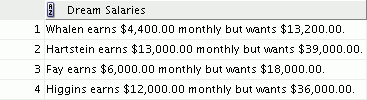 Dream Salaries
1 Whalen earns $4,400.00 monthly but wants $13,200.00.
2 Hartstein earns $13,000.00 monthly but wants $39,000.00.
3 Fay earns $6,000.00 monthly but wants $18,000.00.
4 Higgins earns $12,000.00 monthly but wants $36,000.00.